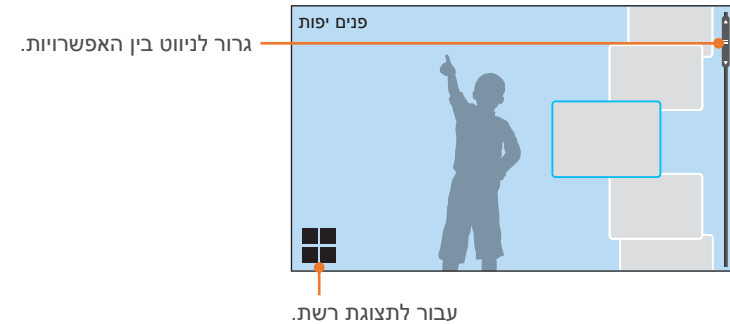 פנים יפות
גרור לניווט בין האפשרויות.
עבור לתצוגת רשת.